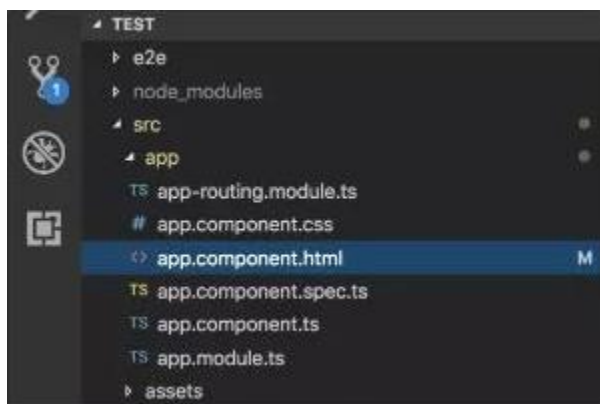 TEST
e2e
node_modules
1
src
app
TS app-routing.module.ts
# app.component.css
<> app.component.html M
TS app.component.spec.ts
TS app.component.ts
TS app.module.ts
assets